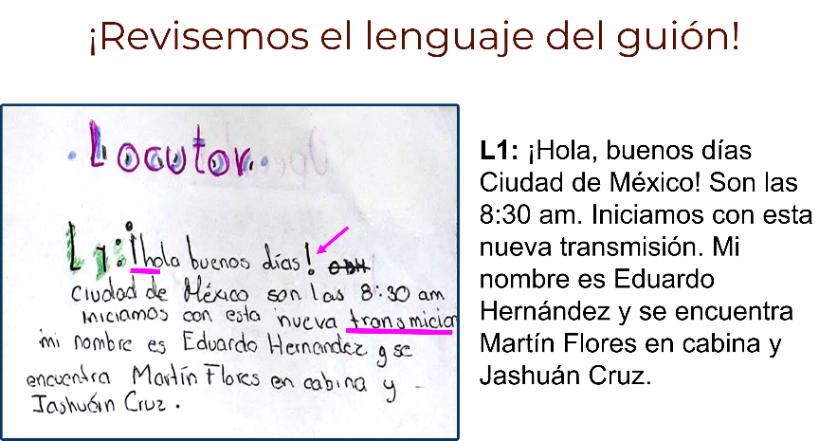 ¡Revisemos el lenguaje del guión!
Locutor.
L1: ¡hola buenos días!
Ciudad de México son las 8:30 am
Iniciamos con esta nueva transmicion
mi nombre es Eduardo Hernandez y se
encuentra Martín Flores en cabina y
Jashuán Cruz.
L1: ¡Hola, buenos días
Ciudad de México! Son las
8:30 am. Iniciamos con esta
nueva transmisión. Mi
nombre es Eduardo
Hernández y se encuentra
Martín Flores en cabina y
Jashuán Cruz.